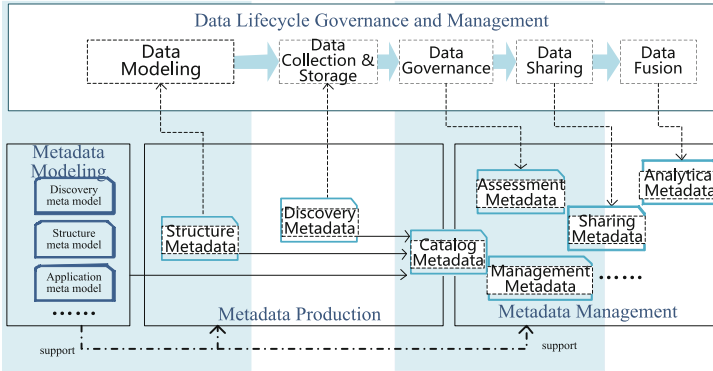 Data Lifecycle Governance and Management
Data
Modeling
Data
Collection &
Storage
Data
Governance
Data
Sharing
Data
Fusion
Metadata
Modeling
Discovery
meta model
Structure
meta model
Application
meta model
......
Structure
Metadata
Discovery
Metadata
Catalog
Metadata
Assessment
Metadata
Sharing
Metadata
Analytical
Metadata
Management
Metadata
......
Metadata Production
Metadata Management
support
support